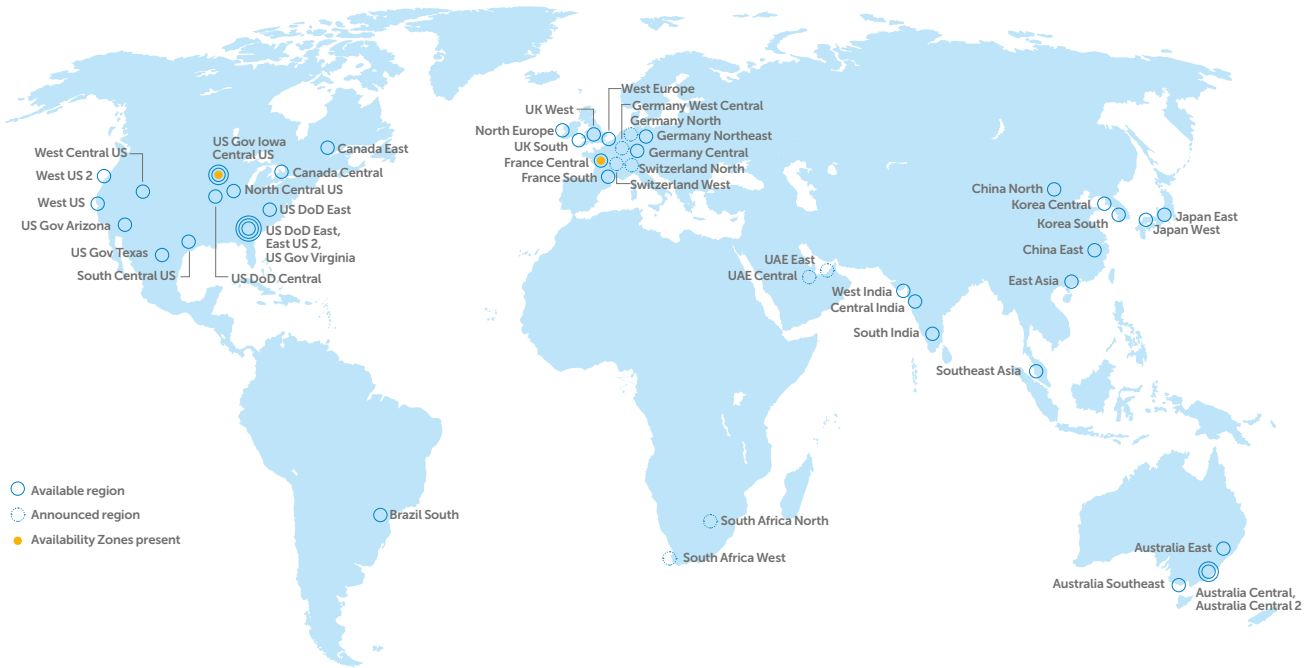 West Europe
UK West
Germany West Central
Germany North
North Europe
Germany Northeast
UK South
Germany Central
France Central
Switzerland North
France South
Switzerland West
US Gov Iowa
Central US
West Central US
Canada East
West US 2
Canada Central
North Central US
West US
US DoD East
US Gov Arizona
US DoD East,
East US 2,
US Gov Virginia
US Gov Texas
South Central US
US DoD Central
China North
Korea Central
Korea South
Japan East
Japan West
China East
East Asia
UAE East
UAE Central
West India
Central India
South India
Southeast Asia
Available region
Announced region
Availability Zones present
Brazil South
South Africa North
South Africa West
Australia East
Australia Southeast
Australia Central,
Australia Central 2